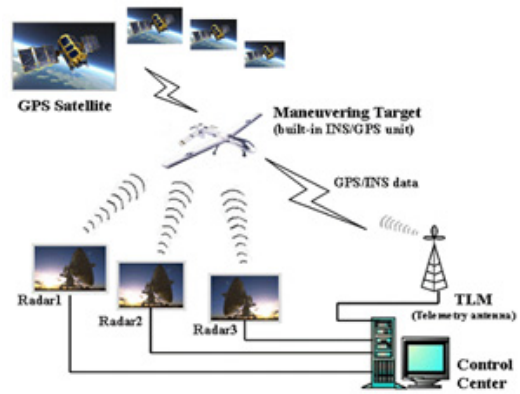 GPS Satellite
Maneuvering Target
(built-in INS/GPS unit)
GPS/INS data
Radar1
Radar2
Radar3
TLM
(Telemetry antenna)
Control
Center